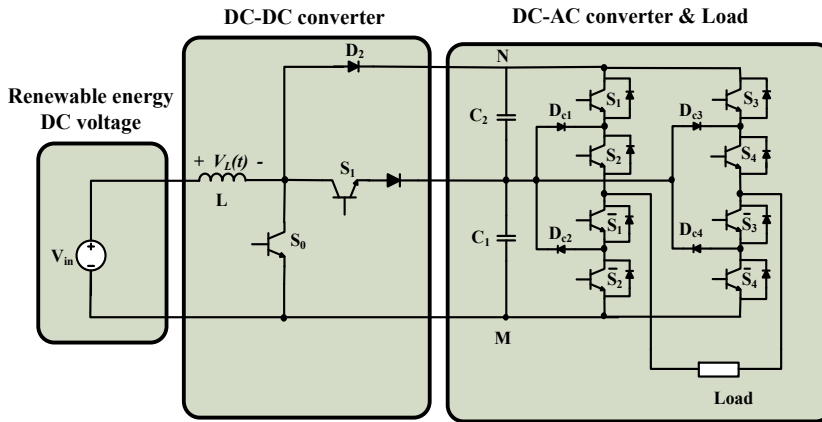 DC-DC converter
DC-AC converter & Load
Renewable energy
DC voltage
D2
N
S1
S3
Dc1
Dc3
C2
+ VL(t) -
S1
S2
S4
L
S0
C1
S̅1
S̅3
Dc2
Dc4
Vin
S̅2
S̅4
M
Load